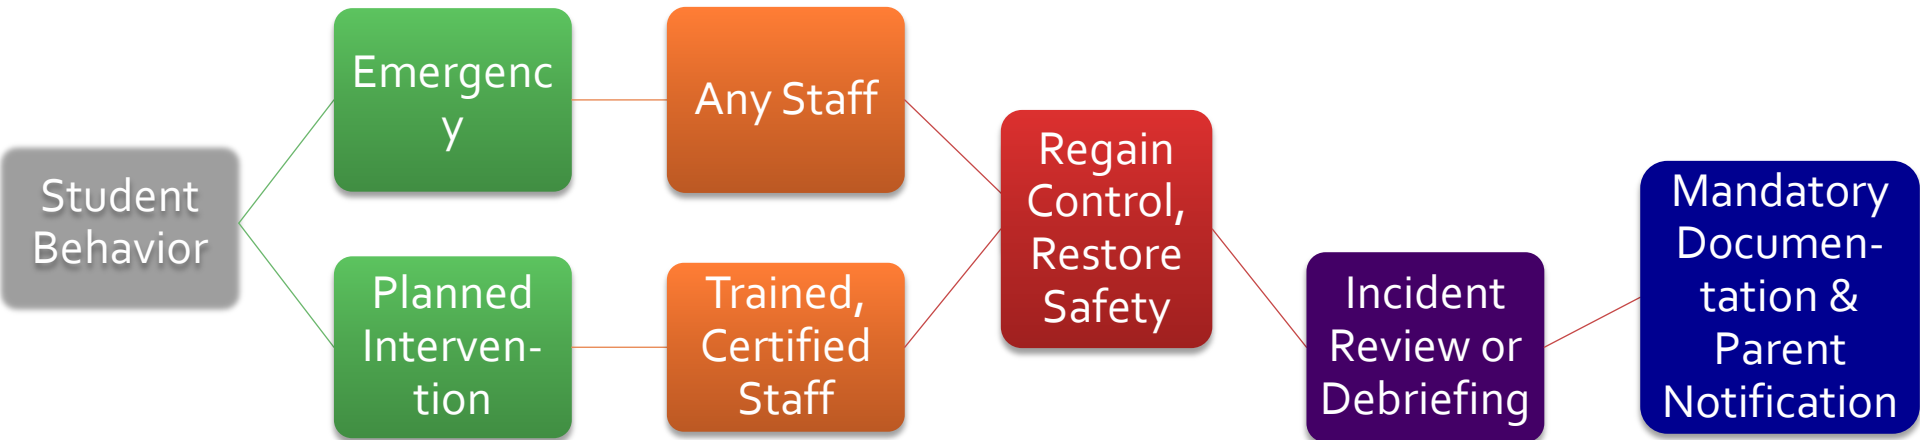 Student
Behavior
Emergenc
y
Any Staff
Planned
Interven-
tion
Trained,
Certified
Staff
Regain
Control,
Restore
Safety
Incident
Review or
Debriefing
Mandatory
Documen-
tation &
Parent
Notification